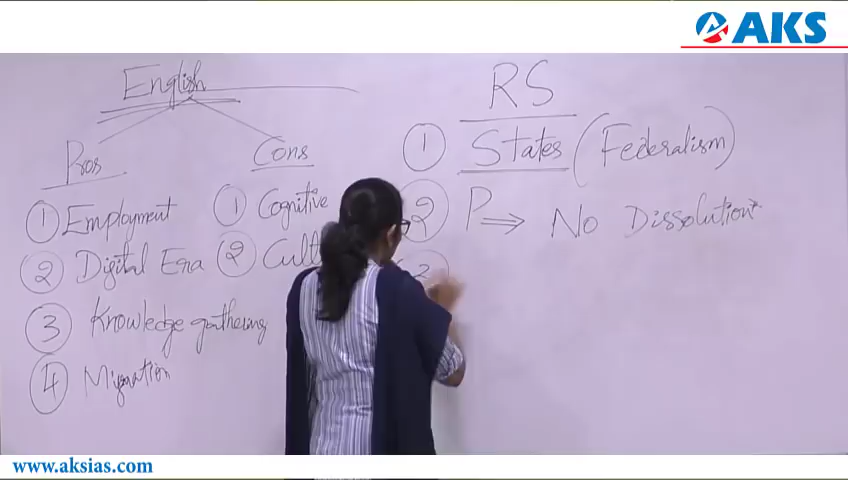 AKS
English
Pros
① Employment
② Digital Era
③ Knowledge gathering
④ Migration
Cons
① Cognitive
②
RS
① States (Federalism)
② P ⇒ No Dissolution*
www.aksias.com